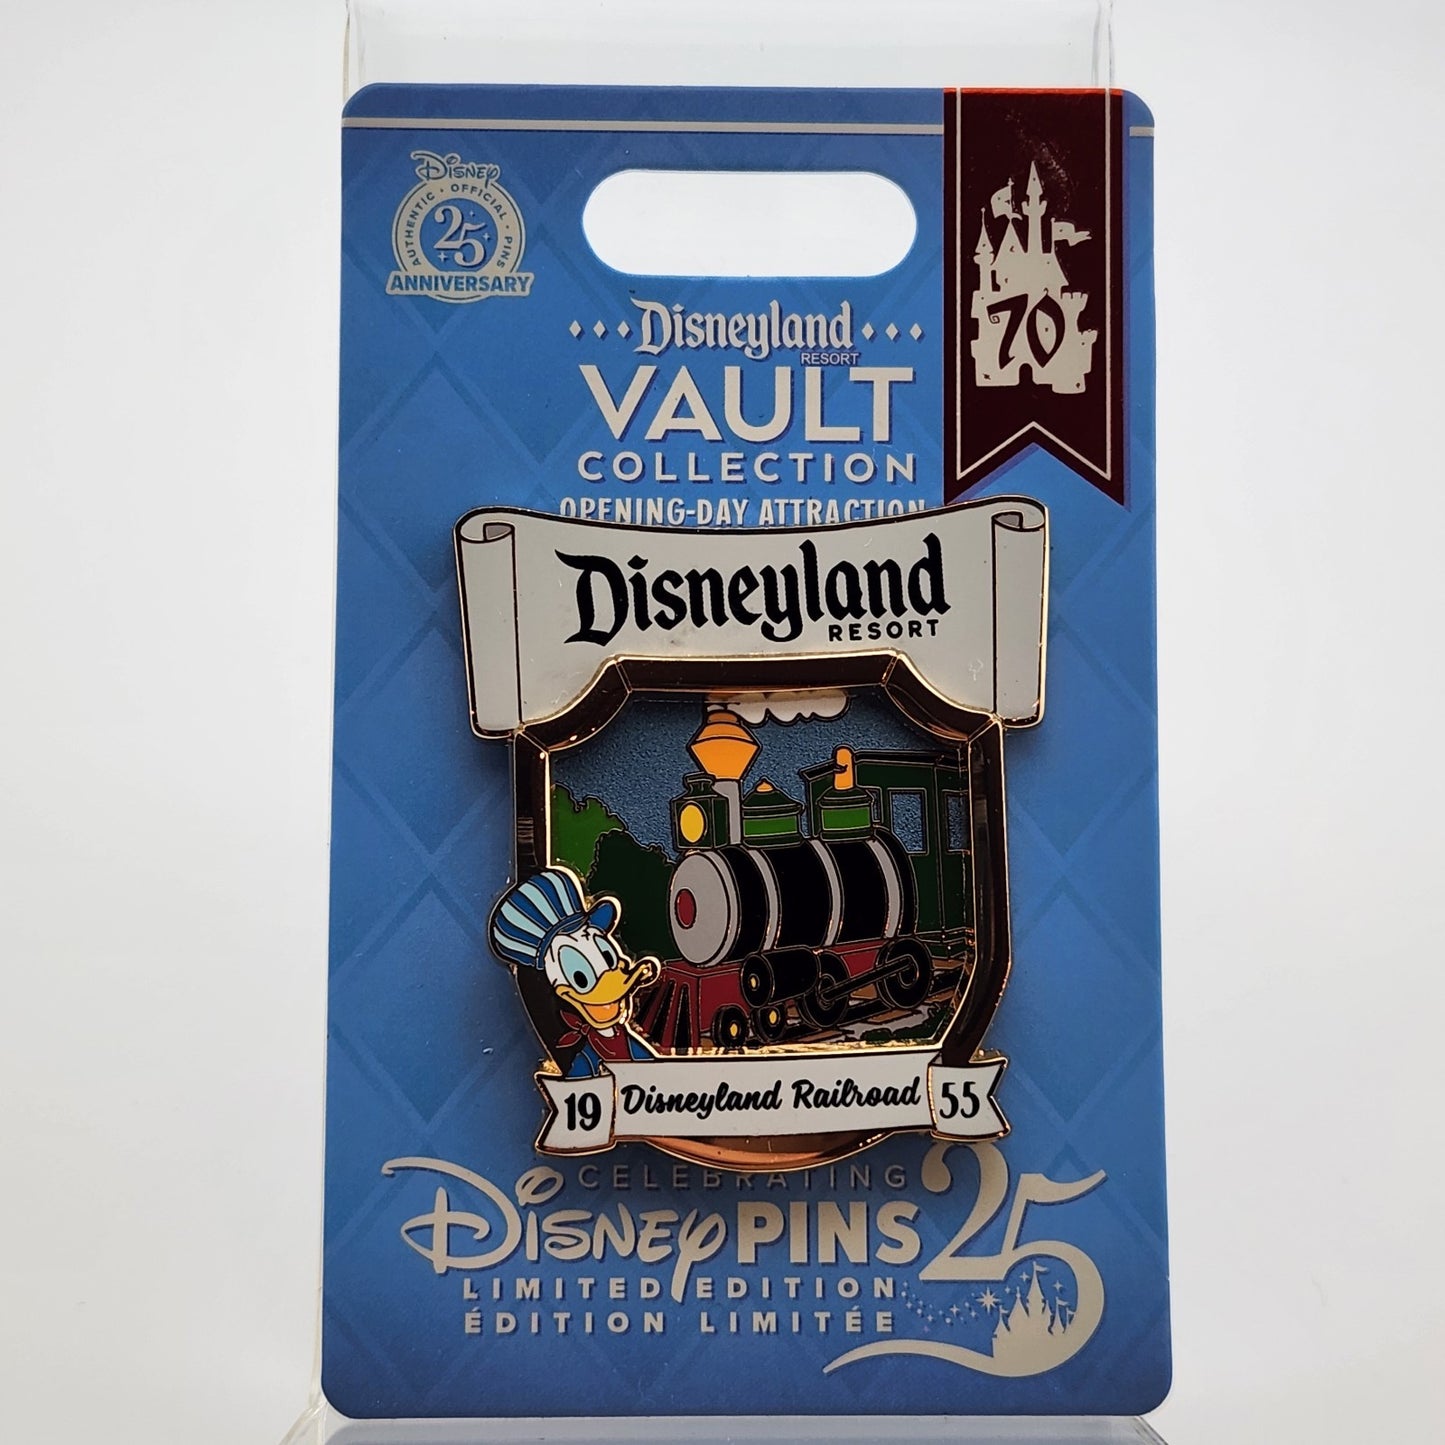 Disney
AUTHENTIC • OFFICIAL • PINS
25
ANNIVERSARY
70
Disneyland
RESORT
VAULT
COLLECTION
OPENING-DAY ATTRACTION
Disneyland
RESORT
19 Disneyland Railroad 55
CELEBRATING
Disney PINS 25
LIMITED EDITION
ÉDITION LIMITÉE